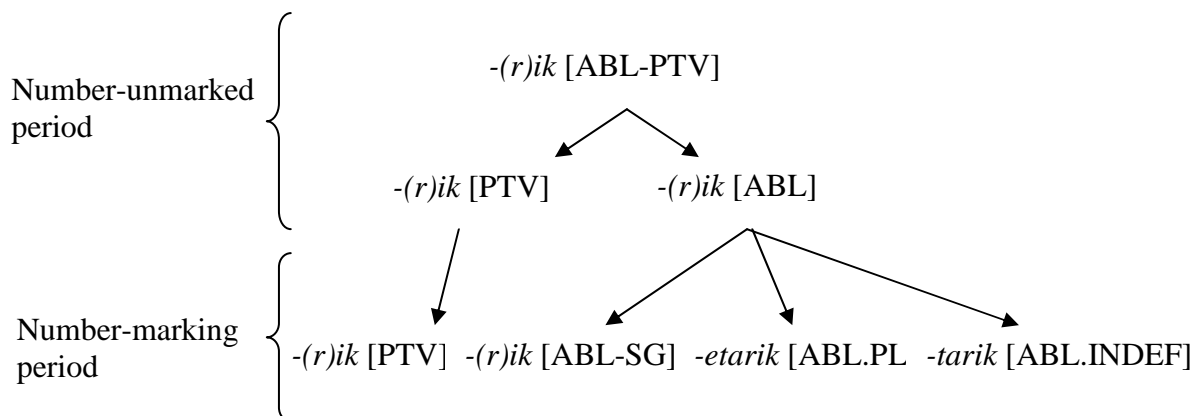 -(r)ik [ABL-PTV]
Number-unmarked
period
-(r)ik [PTV] -(r)ik [ABL]
Number-marking
period
-(r)ik [PTV] -(r)ik [ABL-SG] -etarik [ABL.PL -tarik [ABL.INDEF]